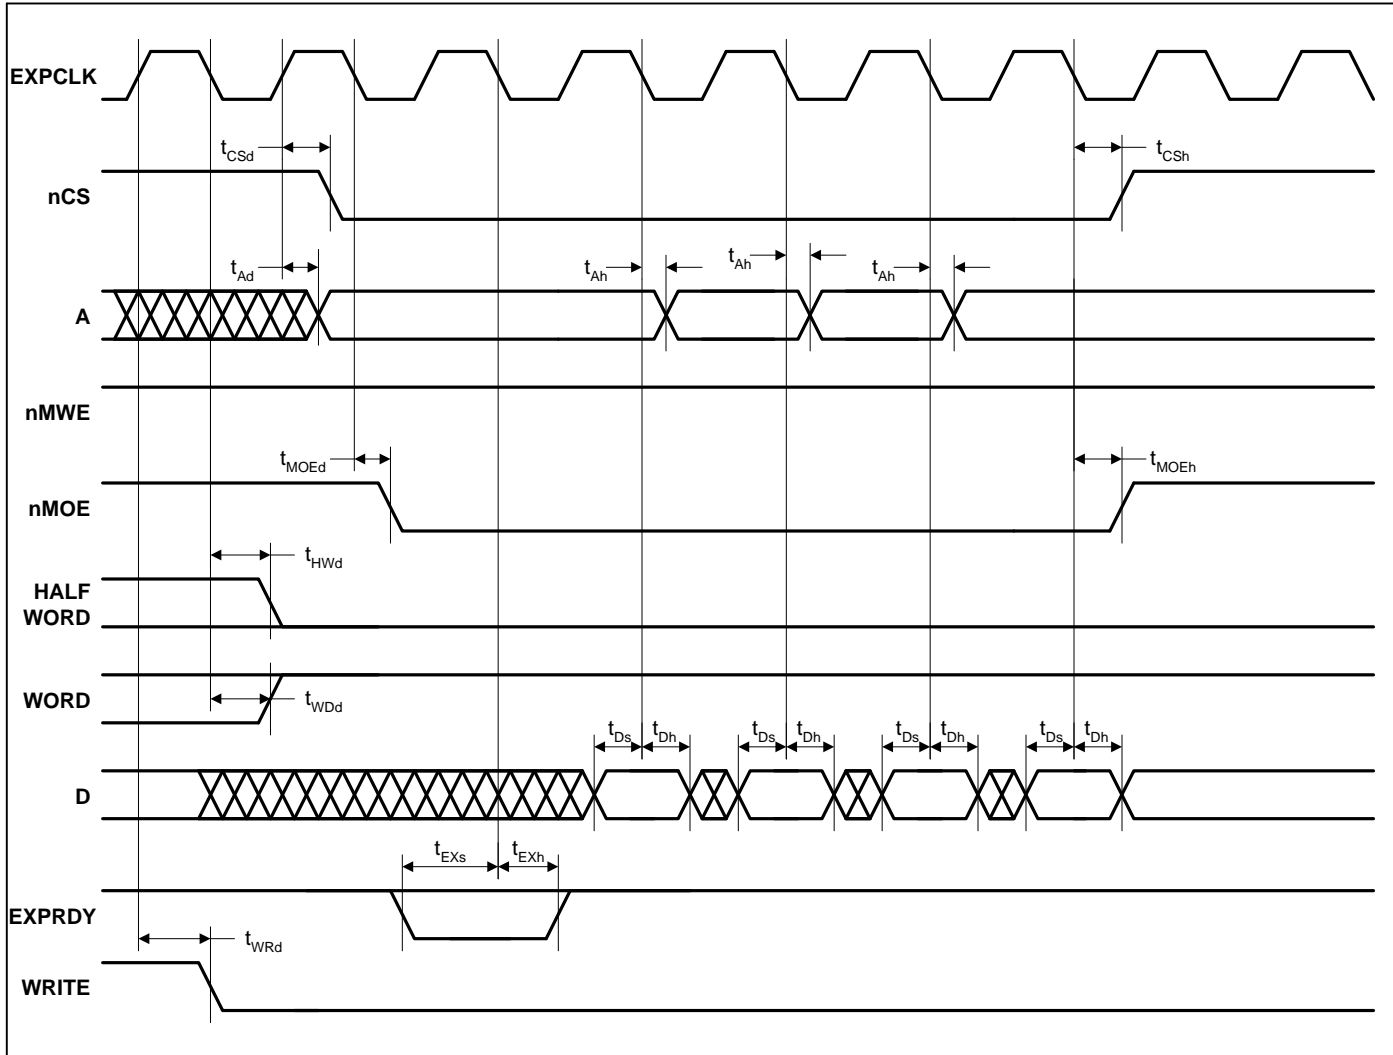 EXPCLK
tCSd
tCSh
nCS
tAd
tAh
tAh
tAh
A
nMWE
tMOEd
tMOEh
nMOE
tHWd
HALF
WORD
WORD
tWDd
tDs
tDh
tDs
tDh
tDs
tDh
tDs
tDh
D
tEXs
tEXh
EXPRDY
tWRd
WRITE